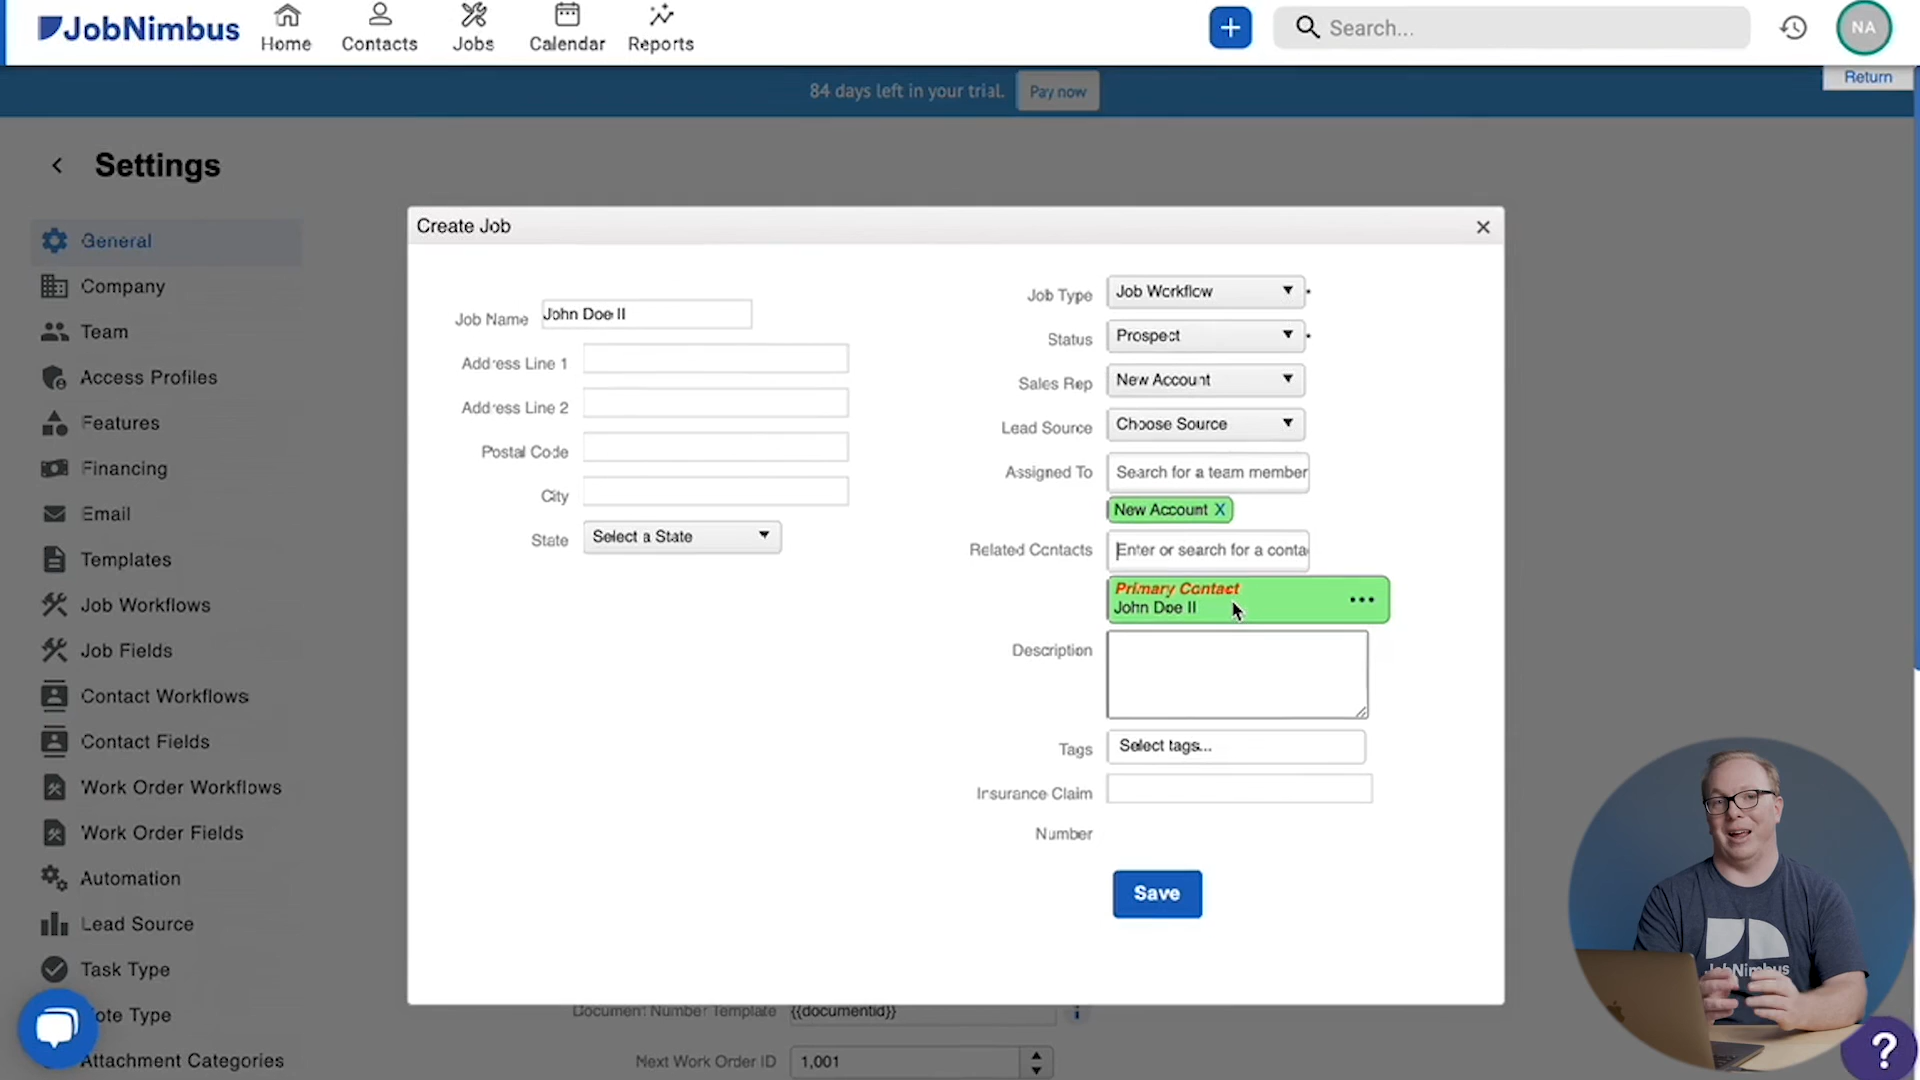 JobNimbus
Home
Contacts
Jobs
Calendar
Reports
+
Search...
NA
84 days left in your trial.
Pay now
Return
Settings
General
Company
Team
Access Profiles
Features
Financing
Email
Templates
Job Workflows
Job Fields
Contact Workflows
Contact Fields
Work Order Workflows
Work Order Fields
Automation
Lead Source
Task Type
ote Type
Attachment Categories
Create Job
Job Name
John Doe II
Address Line 1
Address Line 2
Postal Code
City
State
Select a State
Job Type
Job Workflow
Status
Prospect
Sales Rep
New Account
Lead Source
Choose Source
Assigned To
Search for a team member
New Account X
Related Contacts
Enter or search for a conta
Primary Contact
John Doe II
Description
Tags
Select tags...
Insurance Claim
Number
Save
Document Number Template
{{documentid}}
Next Work Order ID
1,001
JobNimbus
?